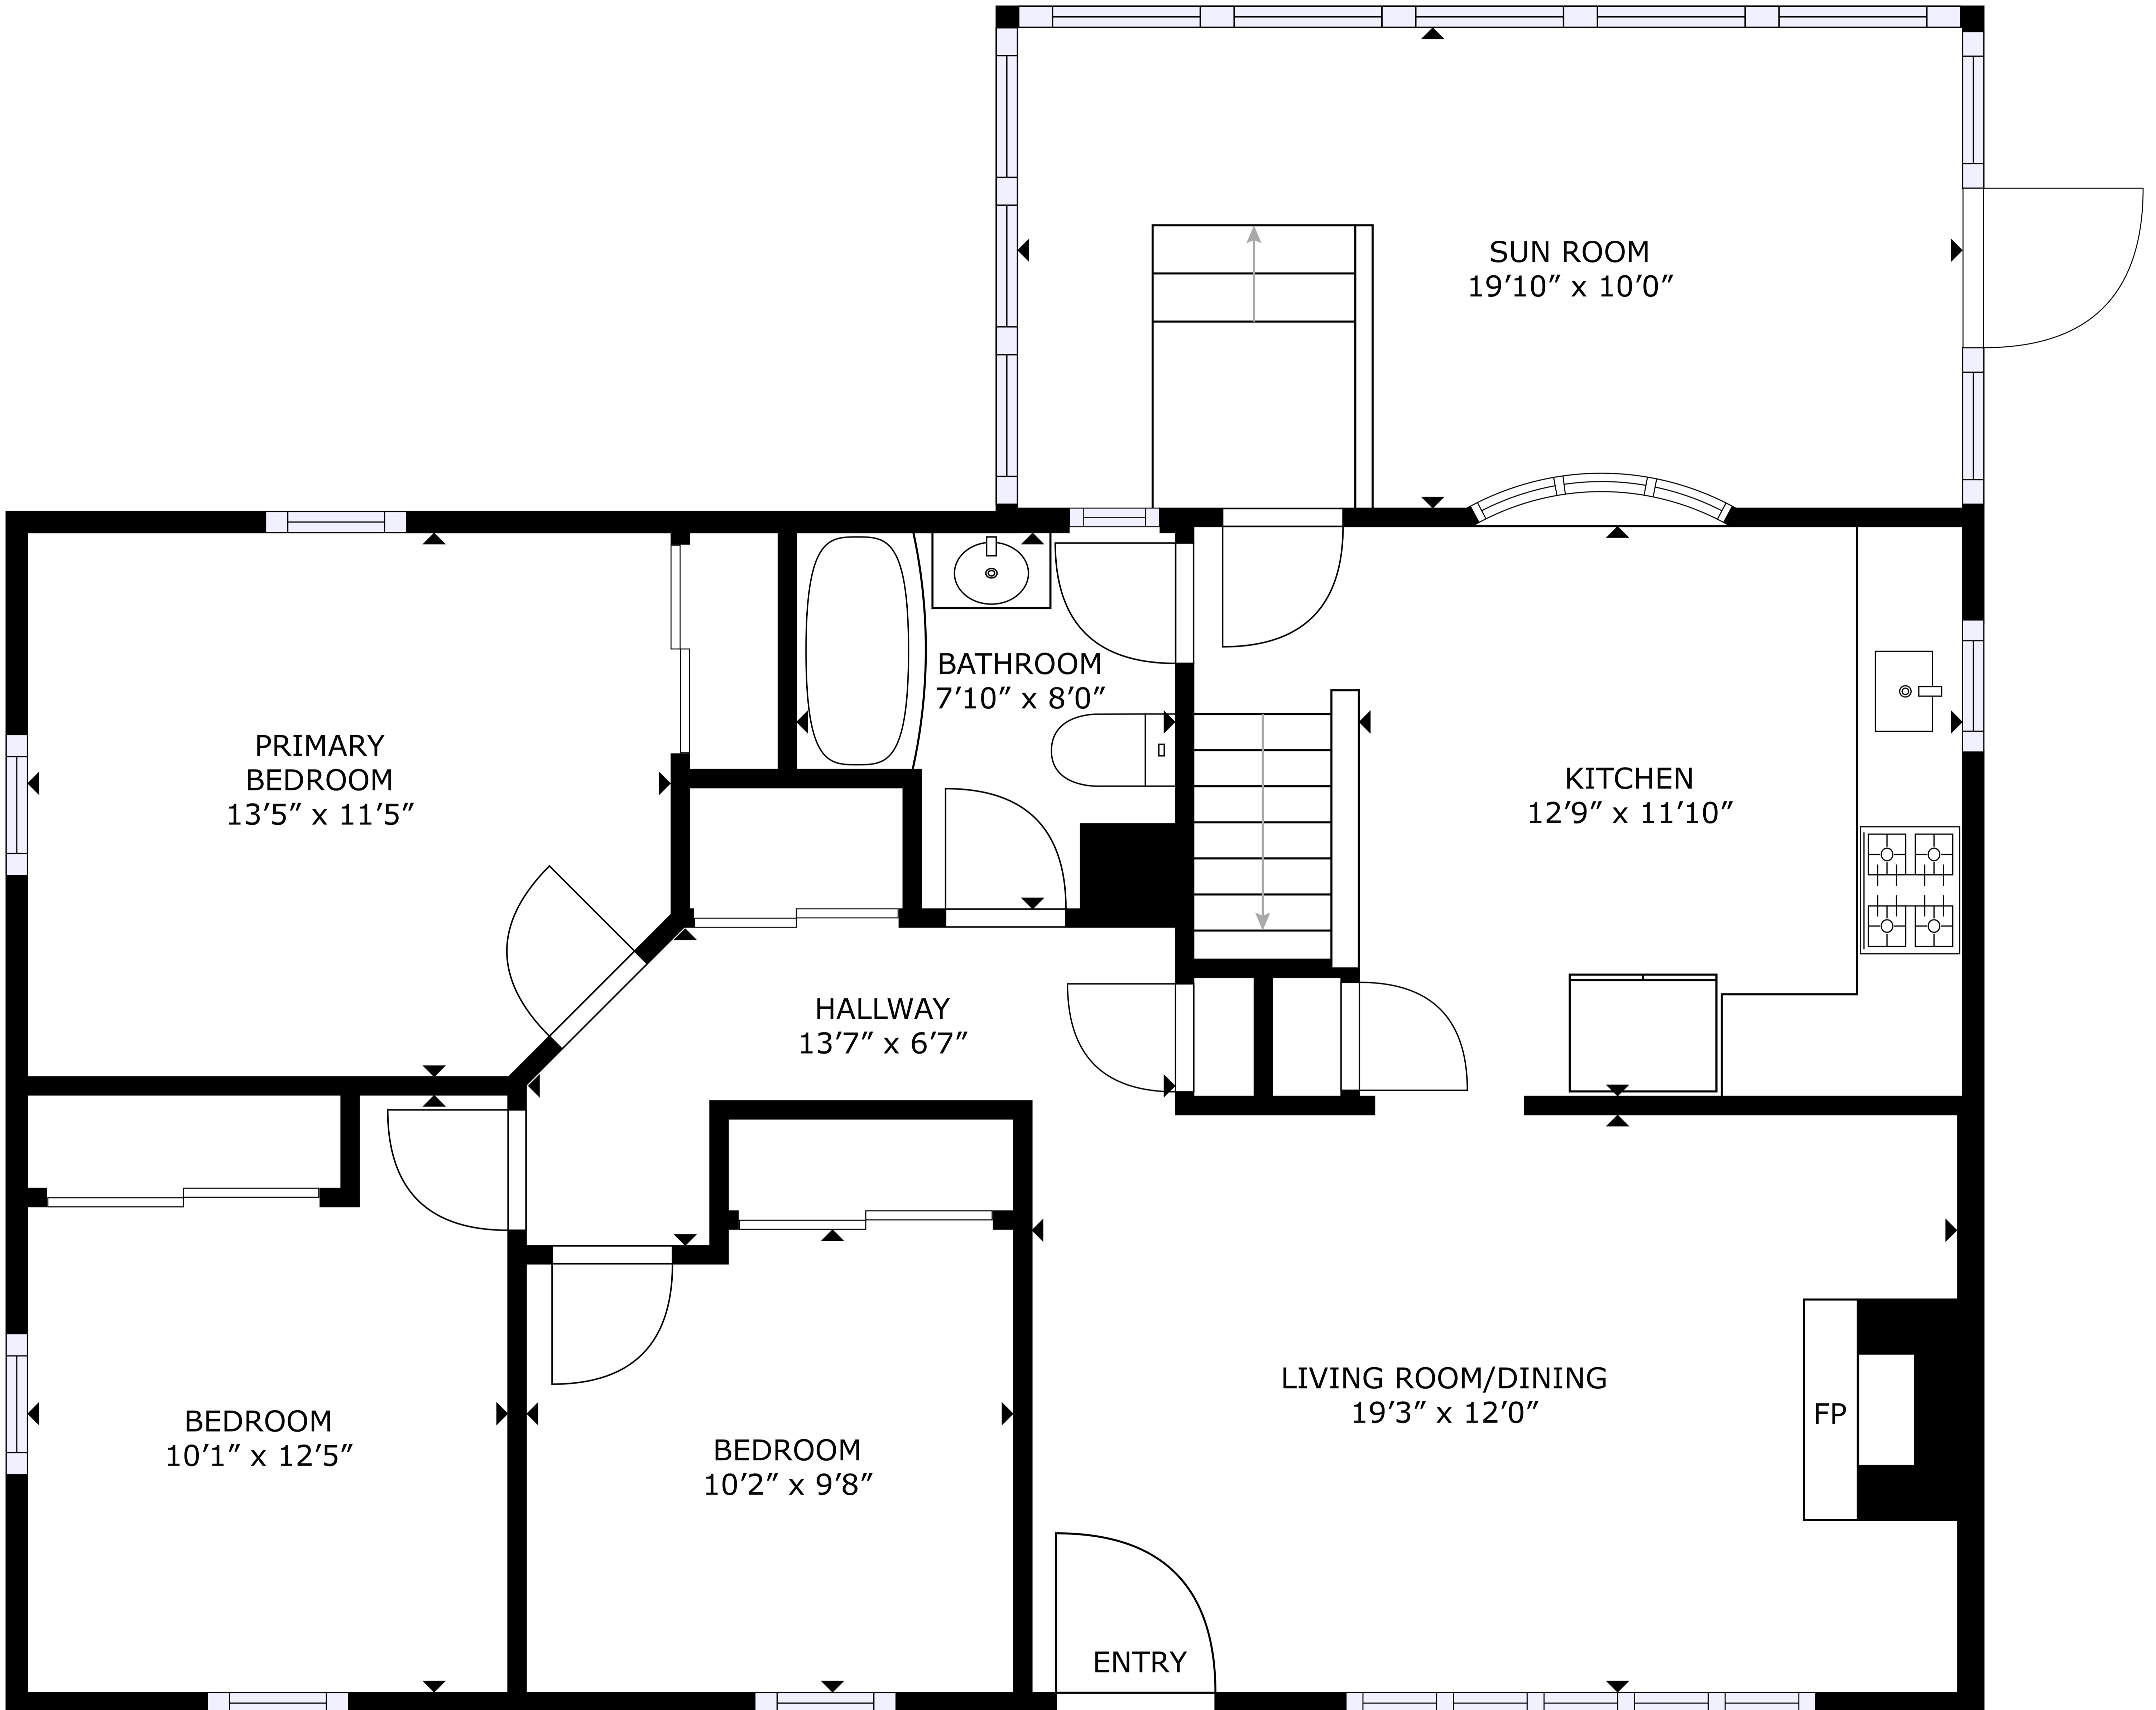 SUN ROOM
19’10” x 10’0”
BATHROOM
7’10” x 8’0”
PRIMARY
BEDROOM
13’5” x 11’5”
KITCHEN
12’9” x 11’10”
HALLWAY
13’7” x 6’7”
LIVING ROOM/DINING
19’3” x 12’0”
FP
BEDROOM
10’1” x 12’5”
BEDROOM
10’2” x 9’8”
ENTRY